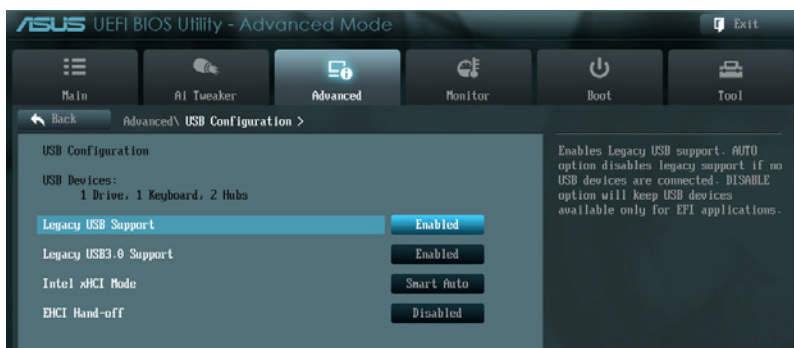 ASUS UEFI BIOS Utility - Advanced Mode
Exit
Main
Ai Tweaker
Advanced
Monitor
Boot
Tool
Back
Advanced\ USB Configuration >
USB Configuration
USB Devices:
1 Drive, 1 Keyboard, 2 Hubs
Legacy USB Support Enabled
Legacy USB3.0 Support Enabled
Intel xHCI Mode Smart Auto
EHCI Hand-off Disabled
Enables Legacy USB support. AUTO
option disables legacy support if no
USB devices are connected. DISABLE
option will keep USB devices
available only for EFI applications.